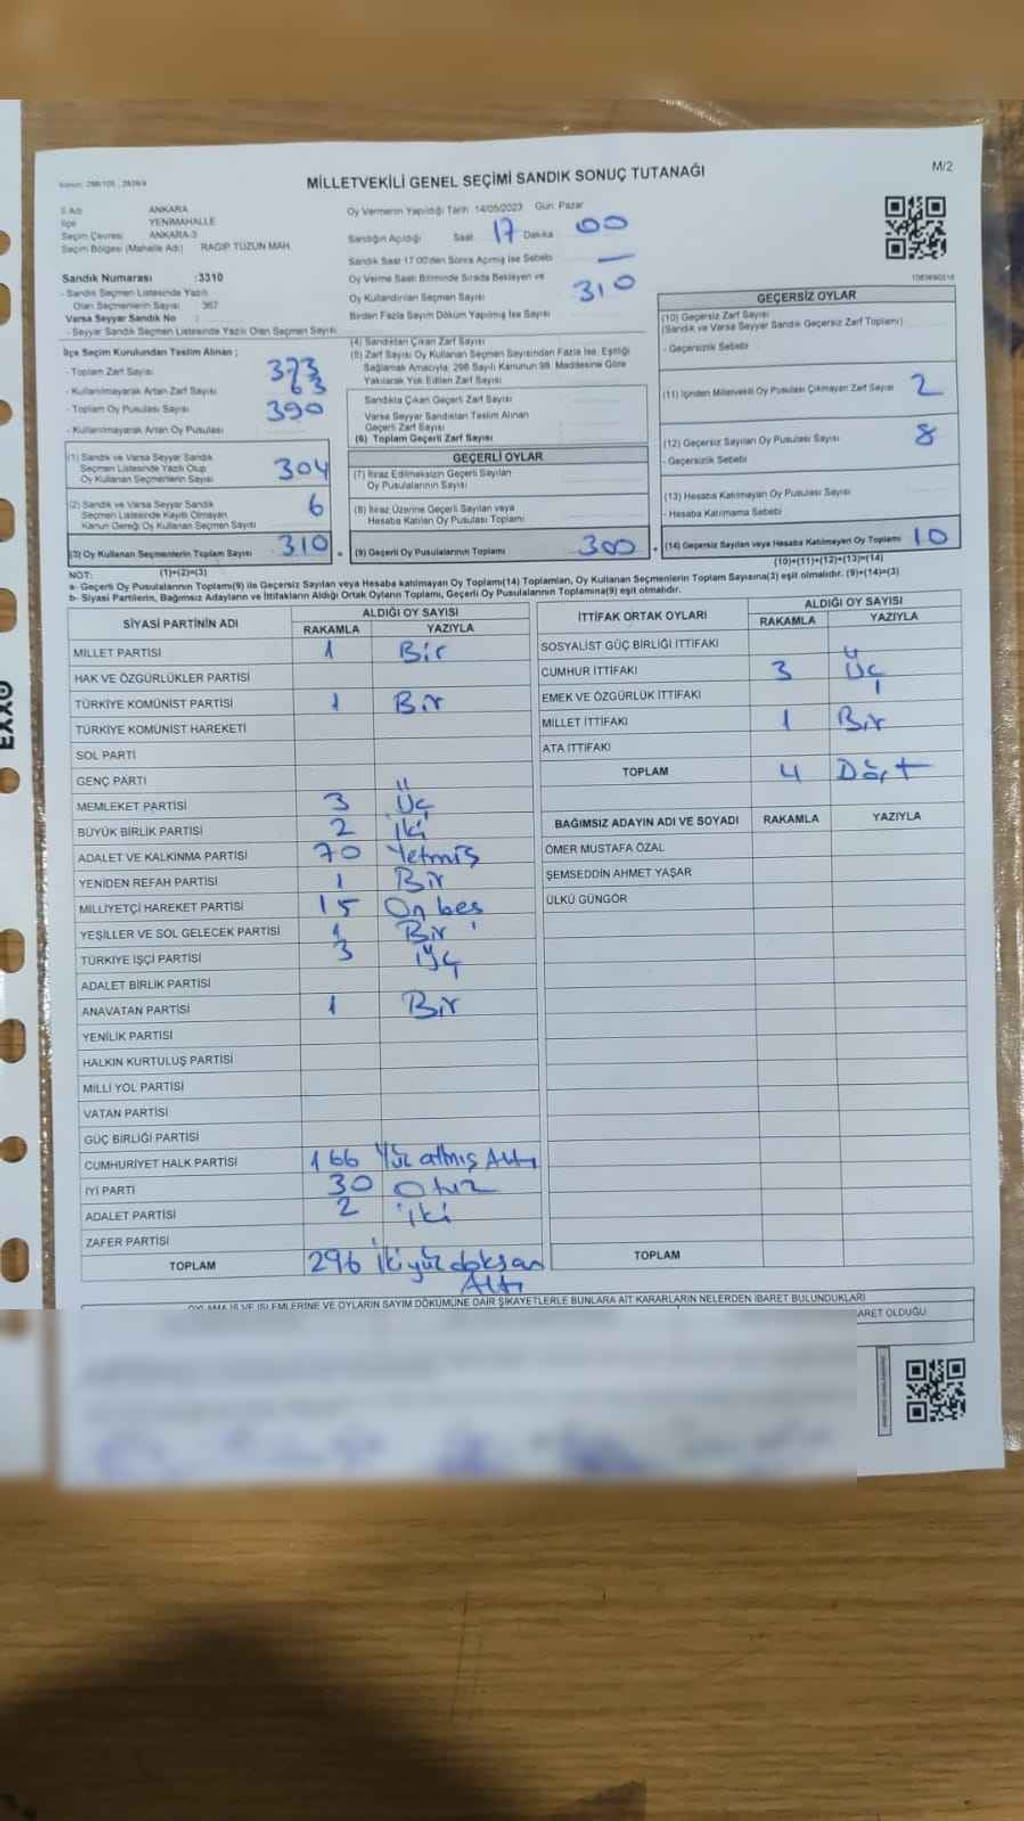 MİLLETVEKİLİ GENEL SEÇİMİ SANDIK SONUÇ TUTANAĞI
M/2
İl Adı ANKARA
İlçe YENİMAHALLE
Seçim Çevresi ANKARA-3
Seçim Bölgesi (Mahalle Adı) RAGIP TÜZÜN MAH.
Oy Vermenin Yapıldığı Tarih 14/05/2023 Gün: Pazar
Sandığın Açıldığı Saat 17 Dakika 00
Sandık Saat 17:00'den Sonra Açılmış İse Sebebi —
Sandık Numarası :3310
- Sandık Seçmen Listesinde Yazılı
Olan Seçmenlerin Sayısı 367
Varsa Seyyar Sandık No :
- Seyyar Sandık Seçmen Listesinde Yazılı Olan Seçmen Sayısı
Oy Verme Saati Bitiminde Sırada Bekleyen ve
Oy Kullandırılan Seçmen Sayısı 310
Birden Fazla Sayım Döküm Yapılmış İse Sayısı
İlçe Seçim Kurulundan Teslim Alınan ;
- Toplam Zarf Sayısı 373
- Kullanılmayarak Artan Zarf Sayısı 63
- Toplam Oy Pusulası Sayısı 390
- Kullanılmayarak Artan Oy Pusulası
(1) Sandık ve Varsa Seyyar Sandık
Seçmen Listesinde Yazılı Olup
Oy Kullanan Seçmenlerin Sayısı 304
(2) Sandık ve Varsa Seyyar Sandık
Seçmen Listesinde Kayıtlı Olmayan
Kanun Gereği Oy Kullanan Seçmen Sayısı 6
(3) Oy Kullanan Seçmenlerin Toplam Sayısı 310
(4) Sandıktan Çıkan Zarf Sayısı
(5) Zarf Sayısı Oy Kullanan Seçmen Sayısından Fazla İse, Eşitliği
Sağlamak Amacıyla, 298 Sayılı Kanunun 98. Maddesine Göre
Yakılarak Yok Edilen Zarf Sayısı
Sandıkta Çıkan Geçerli Zarf Sayısı
Varsa Seyyar Sandıktan Teslim Alınan
Geçerli Zarf Sayısı
(6) Toplam Geçerli Zarf Sayısı
GEÇERLİ OYLAR
(7) İtiraz Edilmeksizin Geçerli Sayılan
Oy Pusulalarının Sayısı
(8) İtiraz Üzerine Geçerli Sayılan veya
Hesaba Katılan Oy Pusulası Toplamı
(9) Geçerli Oy Pusulalarının Toplamı 300
GEÇERSİZ OYLAR
(10) Geçersiz Zarf Sayısı
(Sandık ve Varsa Seyyar Sandık Geçersiz Zarf Toplamı)
- Geçersizlik Sebebi
(11) İçinden Milletvekili Oy Pusulası Çıkmayan Zarf Sayısı 2
(12) Geçersiz Sayılan Oy Pusulası Sayısı 8
- Geçersizlik Sebebi
(13) Hesaba Katılmayan Oy Pusulası Sayısı
- Hesaba Katılmama Sebebi
(14) Geçersiz Sayılan veya Hesaba Katılmayan Oy Toplamı 10
(10)+(11)+(12)+(13)=(14)
NOT: (1)+(2)=(3)
a- Geçerli Oy Pusulalarının Toplamı(9) ile Geçersiz Sayılan veya Hesaba katılmayan Oy Toplamı(14) Toplamları, Oy Kullanan Seçmenlerin Toplam Sayısına(3) eşit olmalıdır. (9)+(14)=(3)
b- Siyasi Partilerin, Bağımsız Adayların ve İttifakların Aldığı Ortak Oyların Toplamı, Geçerli Oy Pusulalarının Toplamına(9) eşit olmalıdır.
SİYASİ PARTİNİN ADI ALDIĞI OY SAYISI
RAKAMLA YAZIYLA
MİLLET PARTİSİ 1 Bir
HAK VE ÖZGÜRLÜKLER PARTİSİ
TÜRKİYE KOMÜNİST PARTİSİ 1 Bir
TÜRKİYE KOMÜNİST HAREKETİ
SOL PARTİ
GENÇ PARTİ
MEMLEKET PARTİSİ 3 Üç
BÜYÜK BİRLİK PARTİSİ 2 İki
ADALET VE KALKINMA PARTİSİ 70 Yetmiş
YENİDEN REFAH PARTİSİ 1 Bir
MİLLİYETÇİ HAREKET PARTİSİ 15 On beş
YEŞİLLER VE SOL GELECEK PARTİSİ 1 Bir
TÜRKİYE İŞÇİ PARTİSİ 3 Üç
ADALET BİRLİK PARTİSİ
ANAVATAN PARTİSİ 1 Bir
YENİLİK PARTİSİ
HALKIN KURTULUŞ PARTİSİ
MİLLİ YOL PARTİSİ
VATAN PARTİSİ
GÜÇ BİRLİĞİ PARTİSİ
CUMHURİYET HALK PARTİSİ 166 Yüz atmış Altı
İYİ PARTİ 30 Otuz
ADALET PARTİSİ 2 iki
ZAFER PARTİSİ
TOPLAM 296 İkiyüz doksan
Altı
İTTİFAK ORTAK OYLARI ALDIĞI OY SAYISI
RAKAMLA YAZIYLA
SOSYALİST GÜÇ BİRLİĞİ İTTİFAKI
CUMHUR İTTİFAKI 3 Üç
EMEK VE ÖZGÜRLÜK İTTİFAKI
MİLLET İTTİFAKI 1 Bir
ATA İTTİFAKI
TOPLAM 4 Dört
BAĞIMSIZ ADAYIN ADI VE SOYADI RAKAMLA YAZIYLA
ÖMER MUSTAFA ÖZAL
ŞEMSEDDİN AHMET YAŞAR
ÜLKÜ GÜNGÖR
TOPLAM
İŞLEMLERİNE VE OYLARIN SAYIM DÖKÜMÜNE DAİR ŞİKAYETLERLE BUNLARA AİT KARARLARIN NELERDEN İBARET BULUNDUKLARI
ARET OLDUĞU
EXXO